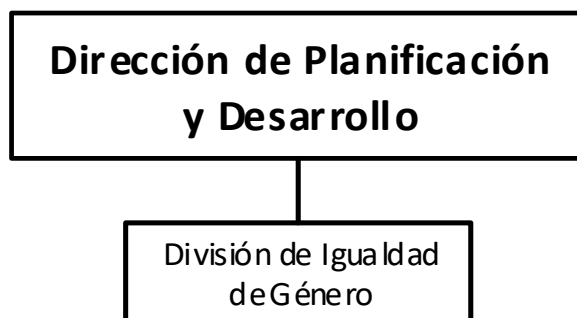 Dirección de Planificación
y Desarrollo
División de Igualdad
de Género